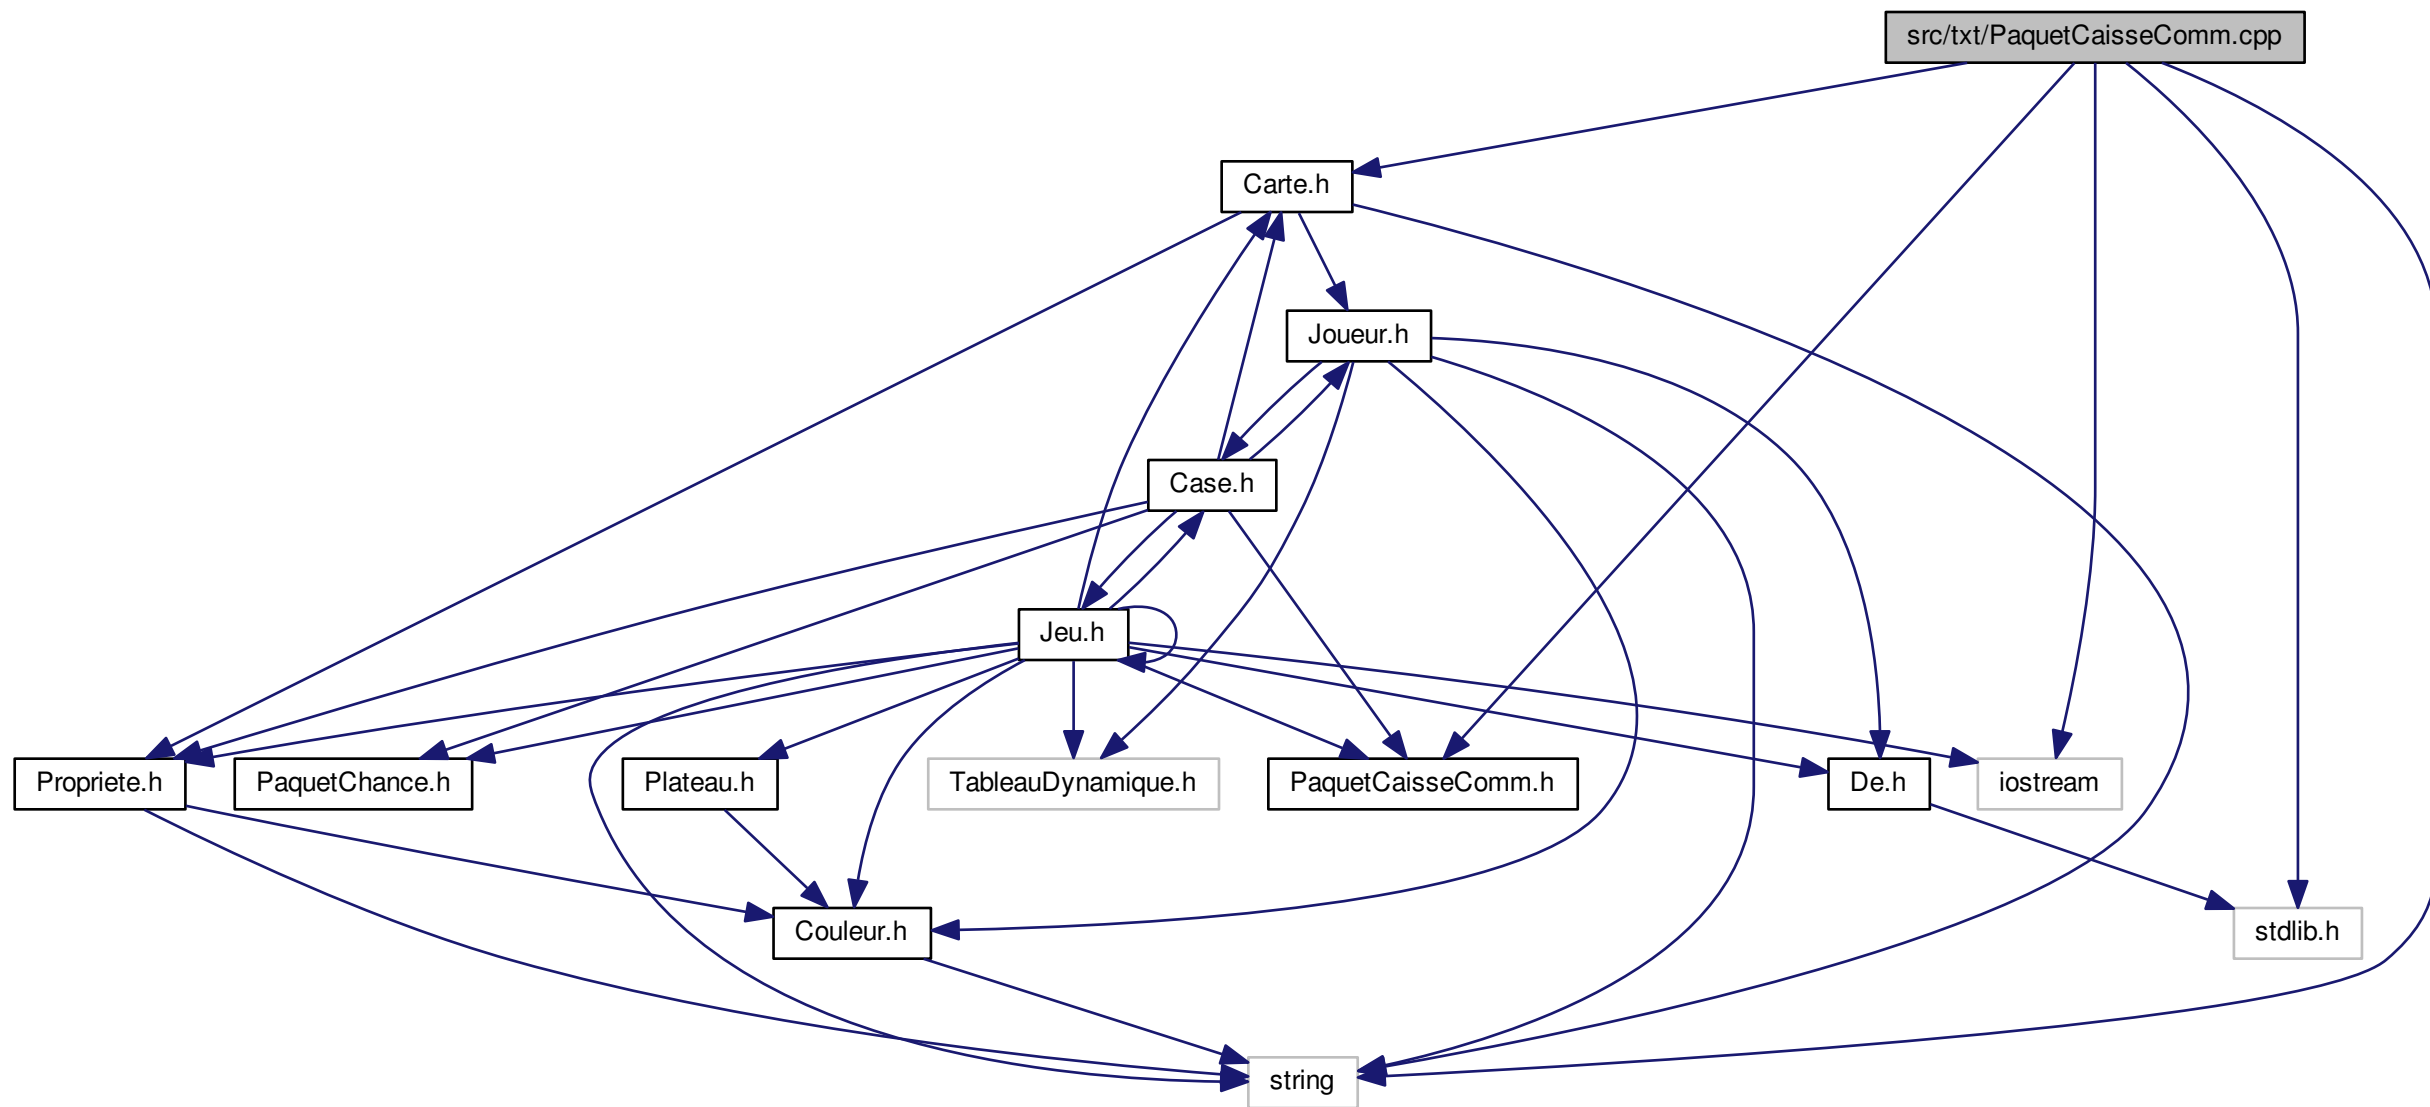 src/txt/PaquetCaisseComm.cpp
Carte.h
Joueur.h
Case.h
Jeu.h
Propriete.h
PaquetChance.h
Plateau.h
TableauDynamique.h
PaquetCaisseComm.h
De.h
iostream
Couleur.h
stdlib.h
string